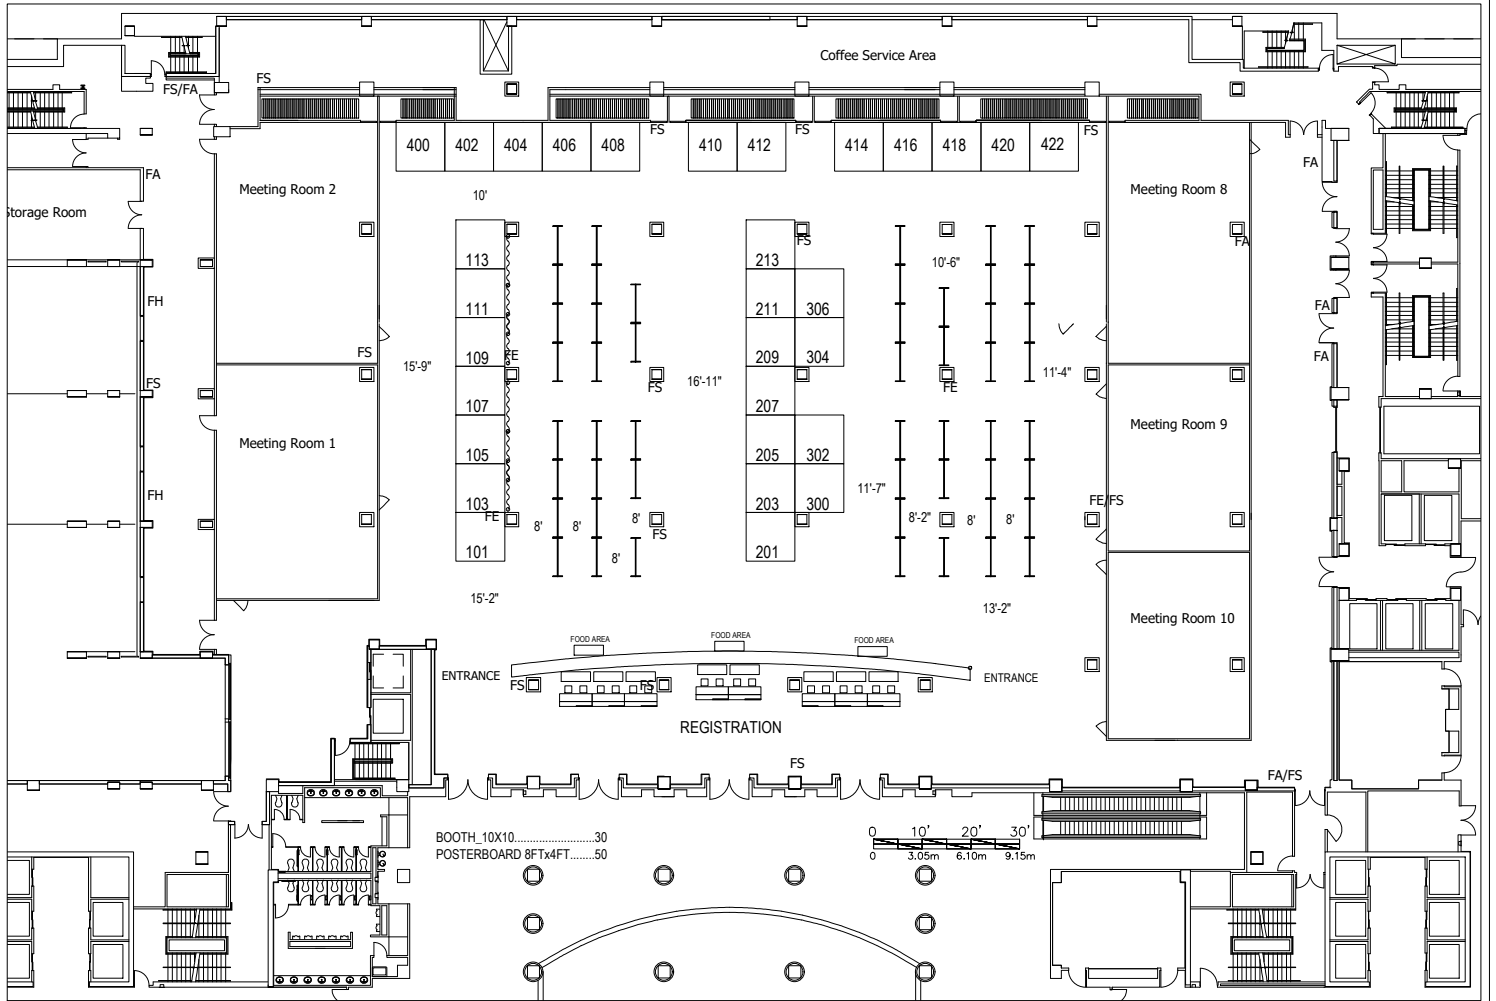 Coffee Service Area
FS
FS/FA
FS
FS
FS
400 402 404 406 408 410 412 414 416 418 420 422
FA
FA
Meeting Room 2
Meeting Room 8
10'
Storage Room
FS
FA
113
213
10'-6"
FH
111
211 306
FA
FS
109
FE
209 304
FA
15'-9"
16'-11"
11'-4"
FS
FS
FE
107
207
Meeting Room 1
Meeting Room 9
105
205 302
11'-7"
FH
103
203 300
FE/FS
FE
8'
8'
8'
8'-2"
8'
8'
FS
101
201
8'
15'-2"
13'-2"
Meeting Room 10
FOOD AREA
FOOD AREA
FOOD AREA
ENTRANCE
ENTRANCE
FS
FS
REGISTRATION
FS
FA/FS
BOOTH_10X10......................30
POSTERBOARD 8FTx4FT.......50
0 10' 20' 30'
0 3.05m 6.10m 9.15m